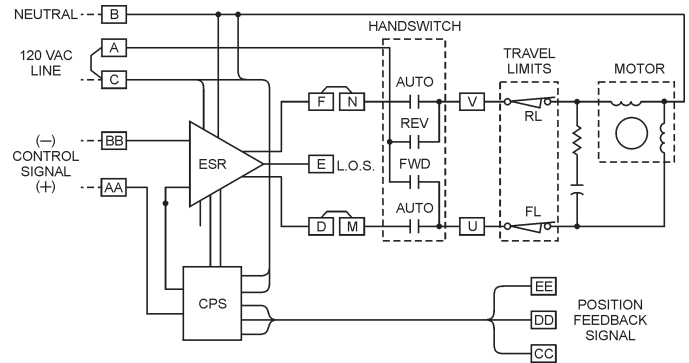 NEUTRAL
B
HANDSWITCH
A
120 VAC
LINE
C
TRAVEL
LIMITS
MOTOR
AUTO
F
N
V
RL
REV
(—)
CONTROL
SIGNAL
(+)
BB
ESR
E
L.O.S.
FWD
AA
AUTO
FL
D
M
U
CPS
EE
DD
CC
POSITION
FEEDBACK
SIGNAL